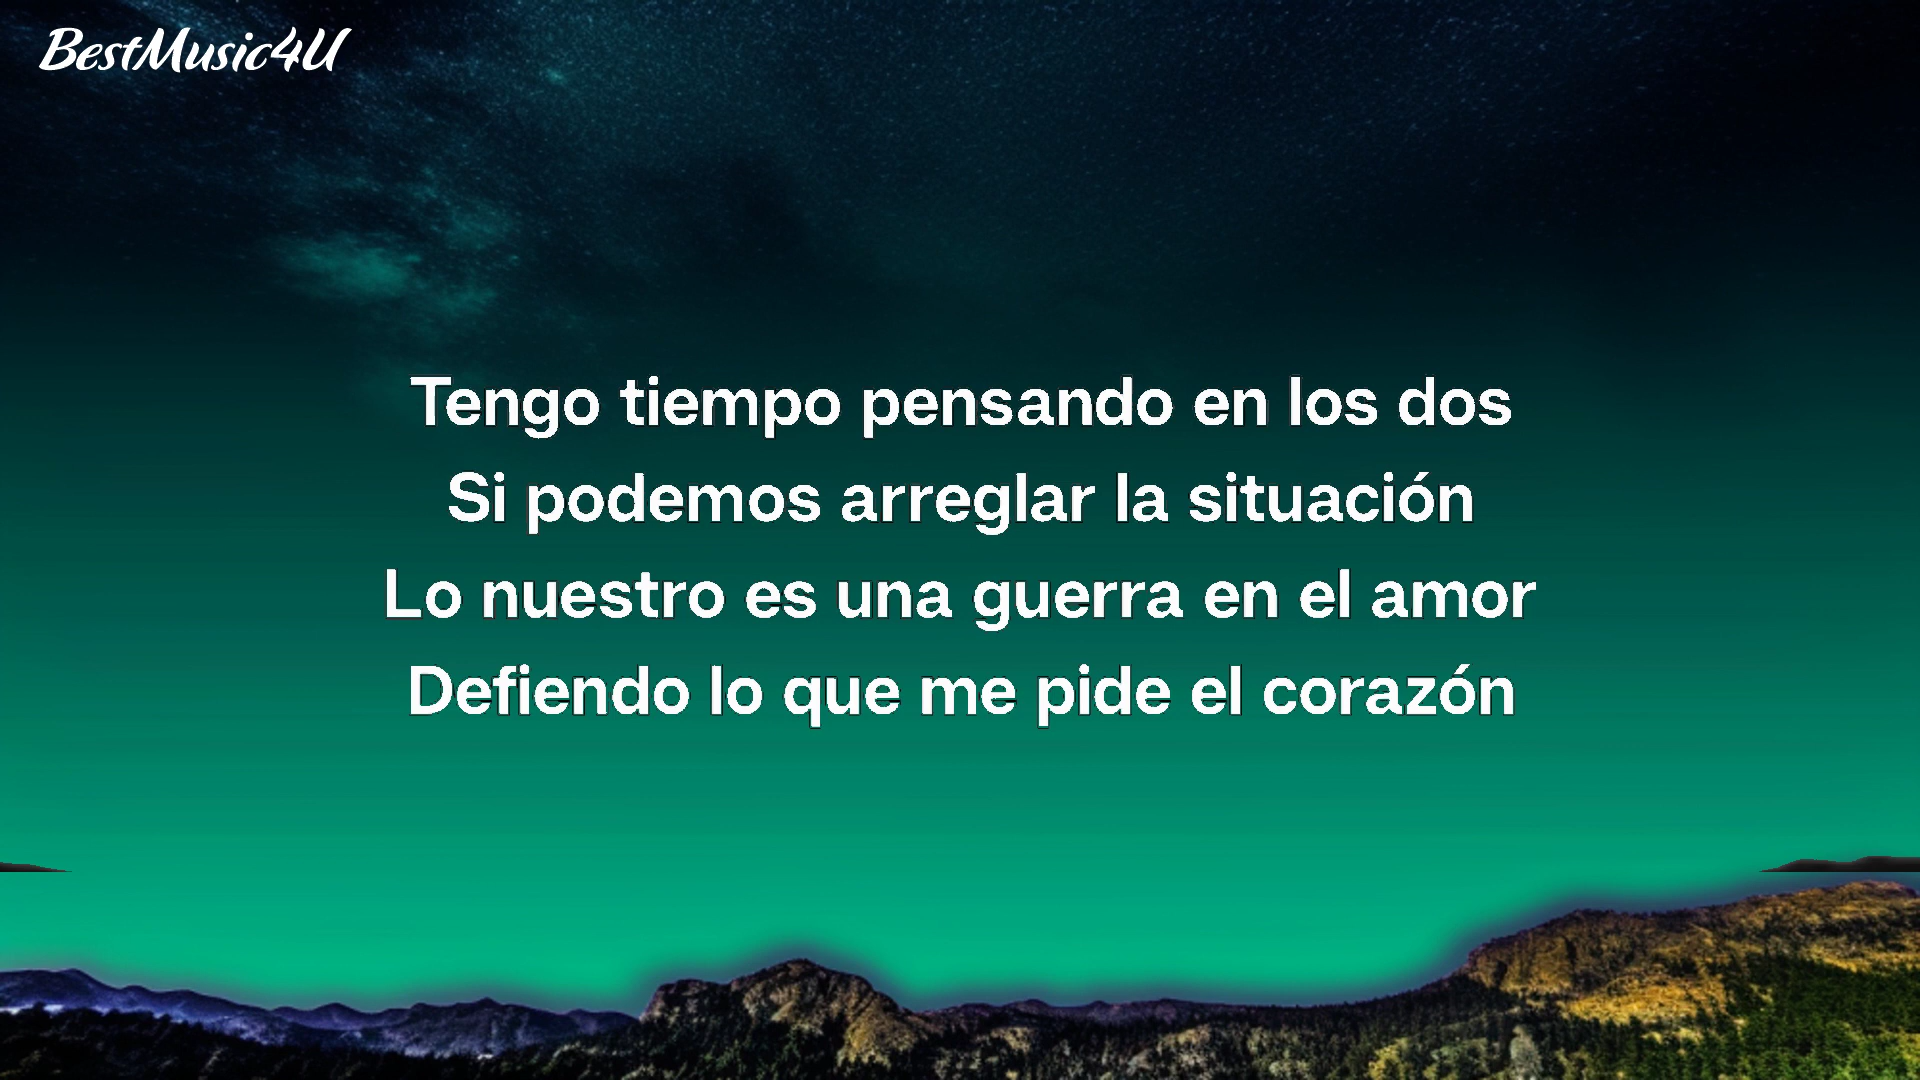 BestMusic4U
Tengo tiempo pensando en los dos
Si podemos arreglar la situación
Lo nuestro es una guerra en el amor
Defiendo lo que me pide el corazón